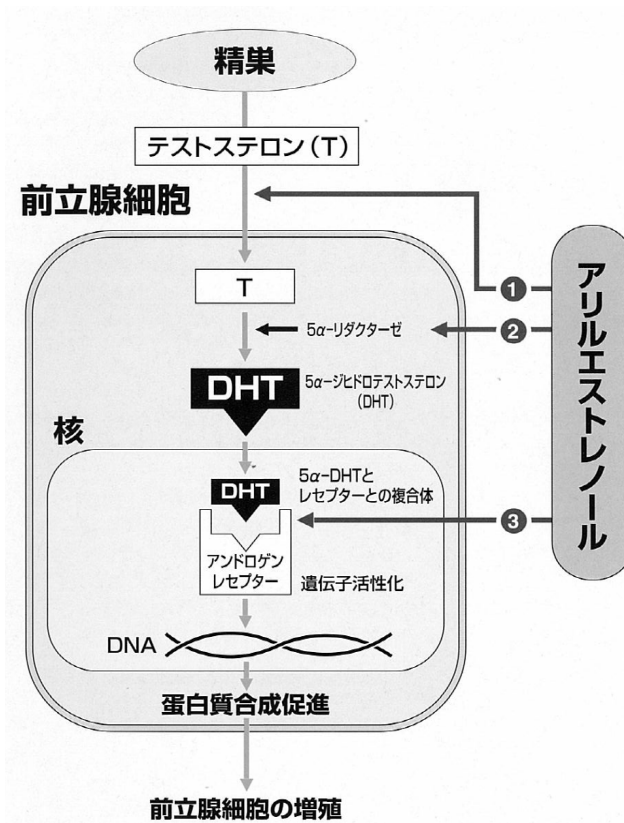 精巣
テストステロン(T)
前立腺細胞
T
❶
5α-リダクターゼ
❷
DHT
5α-ジヒドロテストステロン
(DHT)
核
DHT
5α-DHTと
レセプターとの複合体
❸
アンドロゲン
レセプター
遺伝子活性化
DNA
蛋白質合成促進
前立腺細胞の増殖
アリルエストレノール